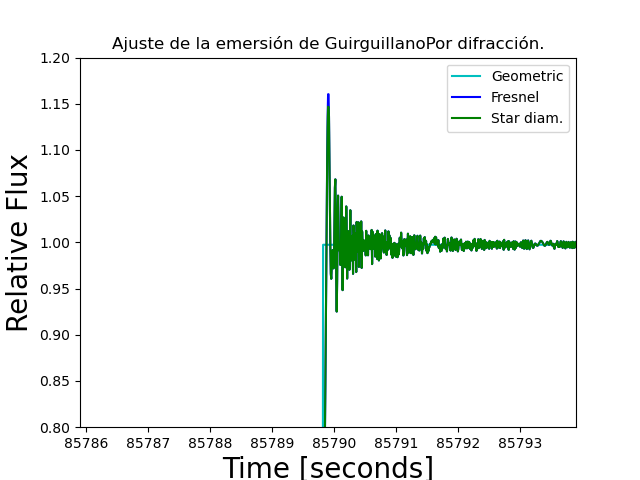 Ajuste de la emersión de GuirguillanoPor difracción.
1.20
1.15
1.10
1.05
1.00
0.95
0.90
0.85
0.80
Relative Flux
Geometric
Fresnel
Star diam.
85786 85787 85788 85789 85790 85791 85792 85793
Time [seconds]